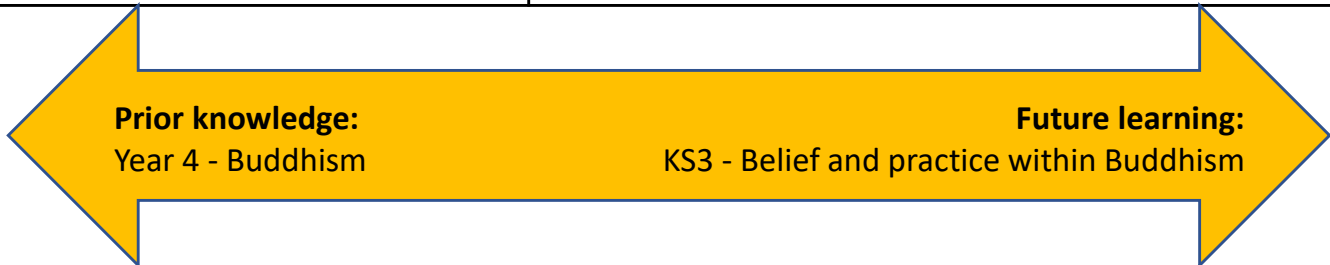 Prior knowledge:
Future learning:
Year 4 - Buddhism
KS3 - Belief and practice within Buddhism